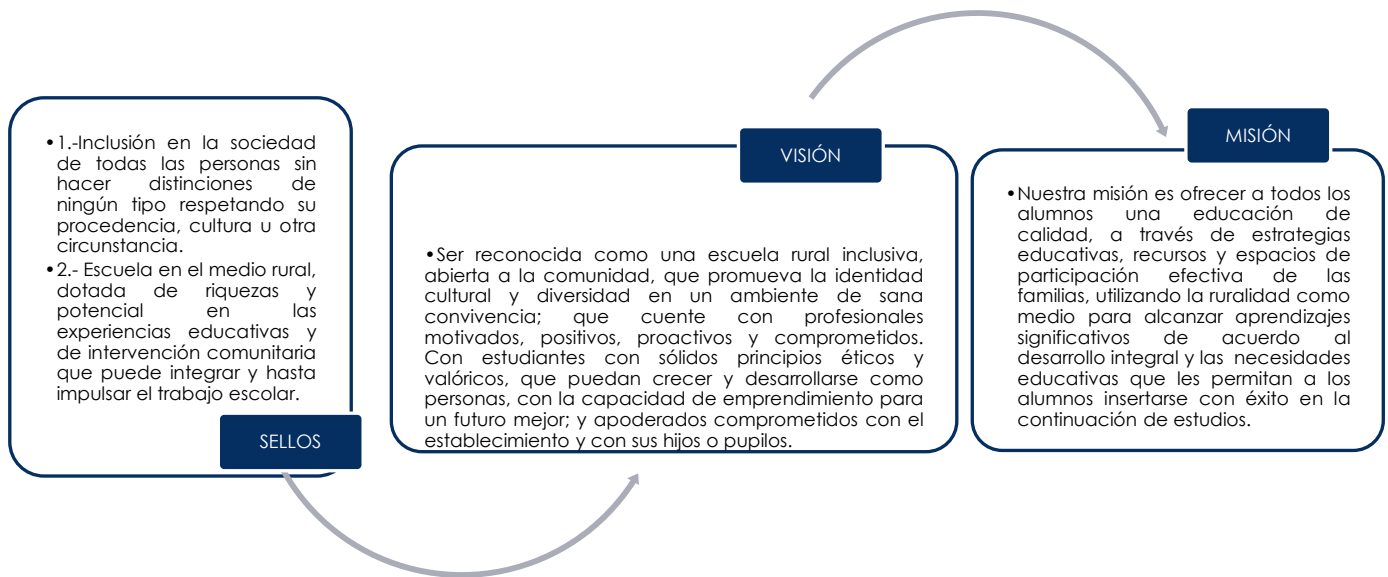 •1.-Inclusión en la sociedad
de todas las personas sin
hacer distinciones de
ningún tipo respetando su
procedencia, cultura u otra
circunstancia.
•2.- Escuela en el medio rural,
dotada de riquezas y
potencial en las
experiencias educativas y
de intervención comunitaria
que puede integrar y hasta
impulsar el trabajo escolar.
SELLOS
VISIÓN
•Ser reconocida como una escuela rural inclusiva,
abierta a la comunidad, que promueva la identidad
cultural y diversidad en un ambiente de sana
convivencia; que cuente con profesionales
motivados, positivos, proactivos y comprometidos.
Con estudiantes con sólidos principios éticos y
valóricos, que puedan crecer y desarrollarse como
personas, con la capacidad de emprendimiento para
un futuro mejor; y apoderados comprometidos con el
establecimiento y con sus hijos o pupilos.
MISIÓN
•Nuestra misión es ofrecer a todos los
alumnos una educación de
calidad, a través de estrategias
educativas, recursos y espacios de
participación efectiva de las
familias, utilizando la ruralidad como
medio para alcanzar aprendizajes
significativos de acuerdo al
desarrollo integral y las necesidades
educativas que les permitan a los
alumnos insertarse con éxito en la
continuación de estudios.